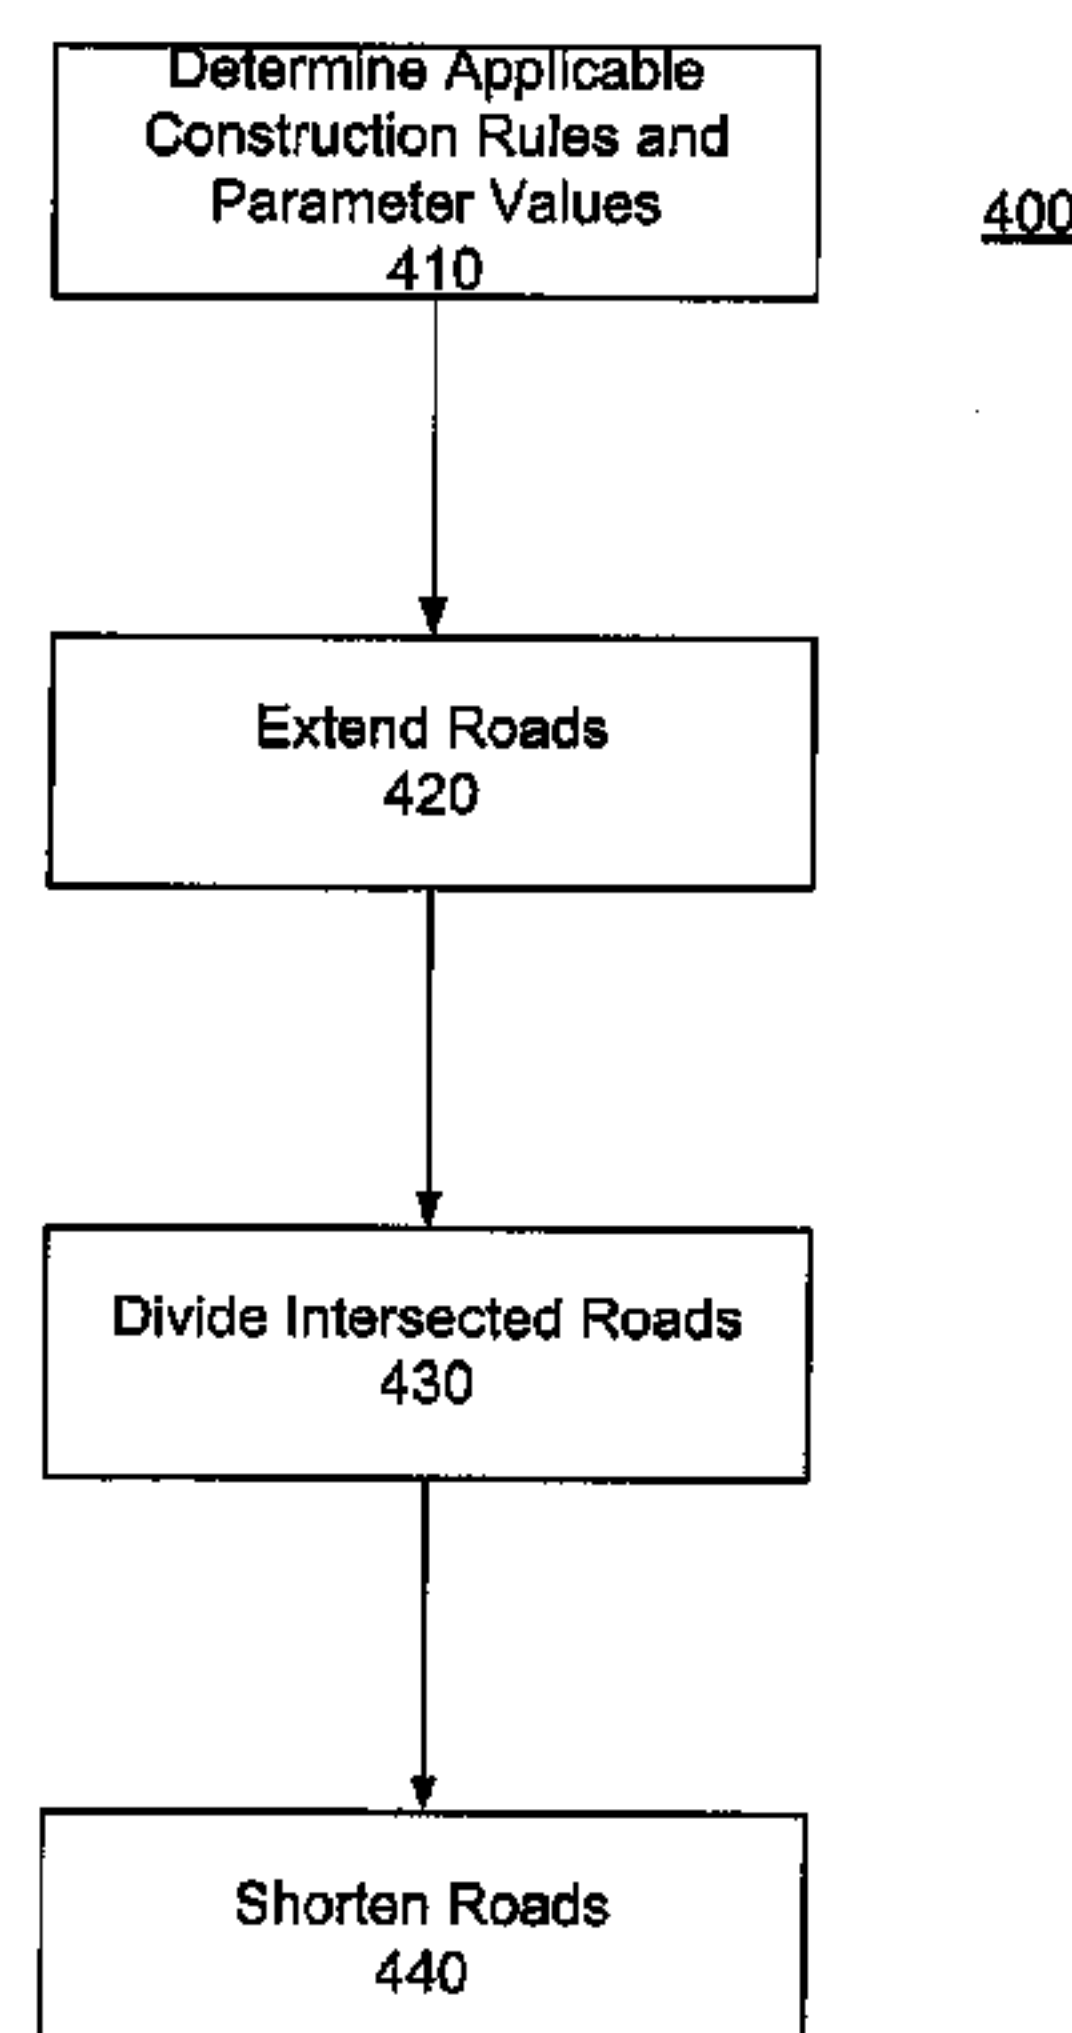 Determine Applicable
Construction Rules and
Parameter Values
410
400
Extend Roads
420
Divide Intersected Roads
430
Shorten Roads
440